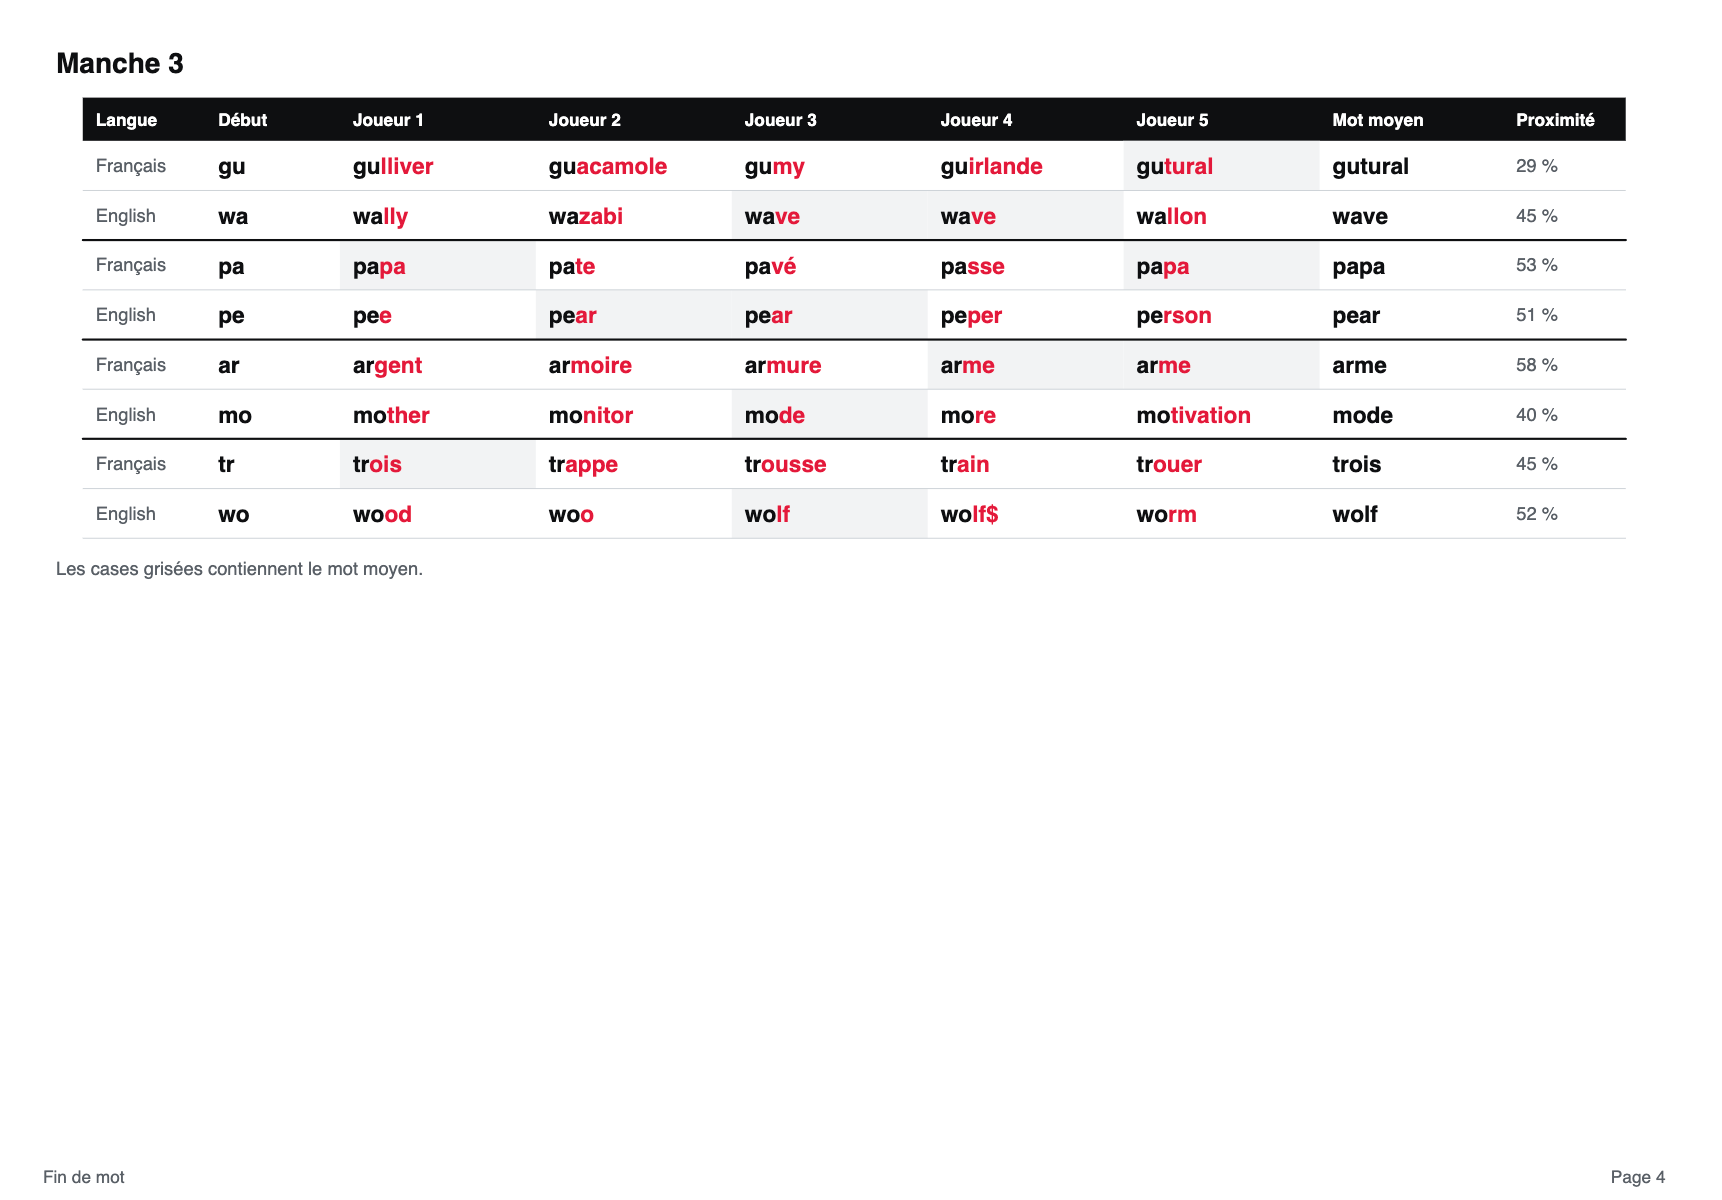 Manche 3
Langue Début Joueur 1 Joueur 2 Joueur 3 Joueur 4 Joueur 5 Mot moyen Proximité
Français gu gulliver guacamole gumy guirlande gutural gutural 29 %
English wa wally wazabi wave wave wallon wave 45 %
Français pa papa pate pavé passe papa papa 53 %
English pe pee pear pear peper person pear 51 %
Français ar argent armoire armure arme arme arme 58 %
English mo mother monitor mode more motivation mode 40 %
Français tr trois trappe trousse train trouer trois 45 %
English wo wood woo wolf wolf$ worm wolf 52 %
Les cases grisées contiennent le mot moyen.
Fin de mot Page 4